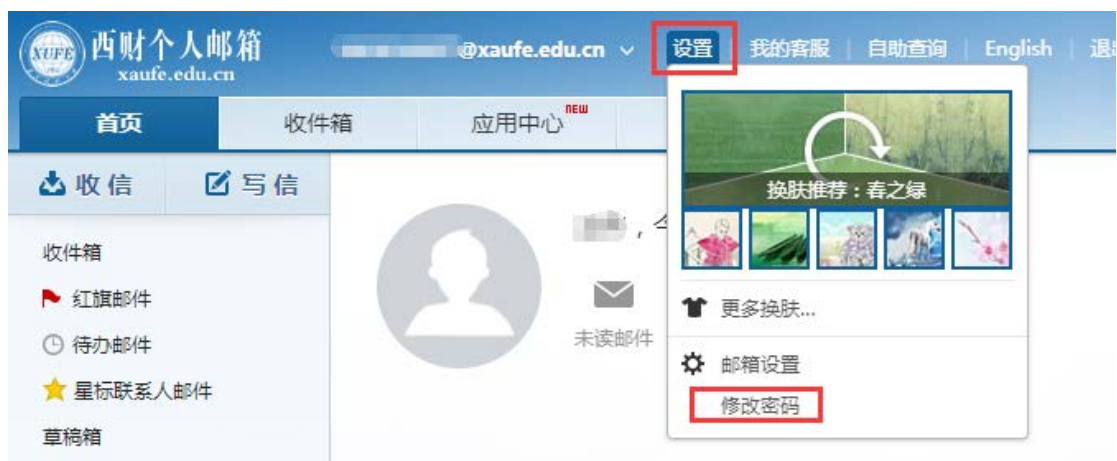 XUFE 西财个人邮箱
xaufe.edu.cn
@xaufe.edu.cn 设置 我的客服 自助查询 English
首页 收件箱 应用中心 NEW
收信 写信
换肤推荐：春之绿
收件箱
红旗邮件
待办邮件
星标联系人邮件
草稿箱
未读邮件
更多换肤...
邮箱设置
修改密码